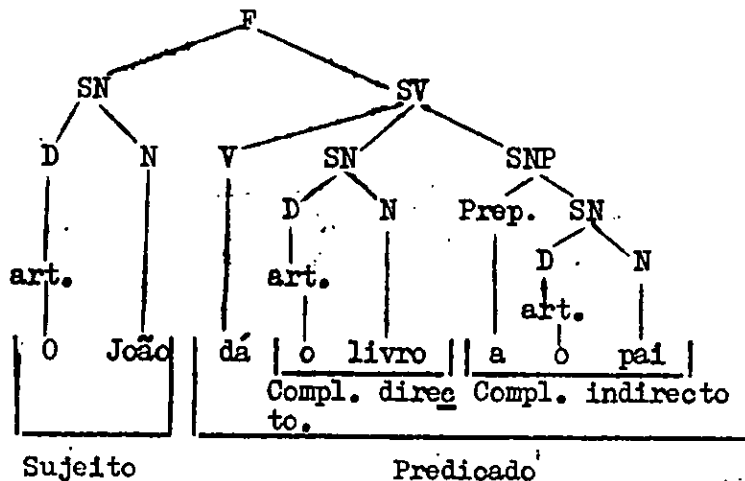 F
SN SV
D N V SN SNP
D N Prep. SN
art. art. D N
art.
O João dá o livro a o pai
Compl. direc Compl. indirecto
to.
Sujeito Predicado